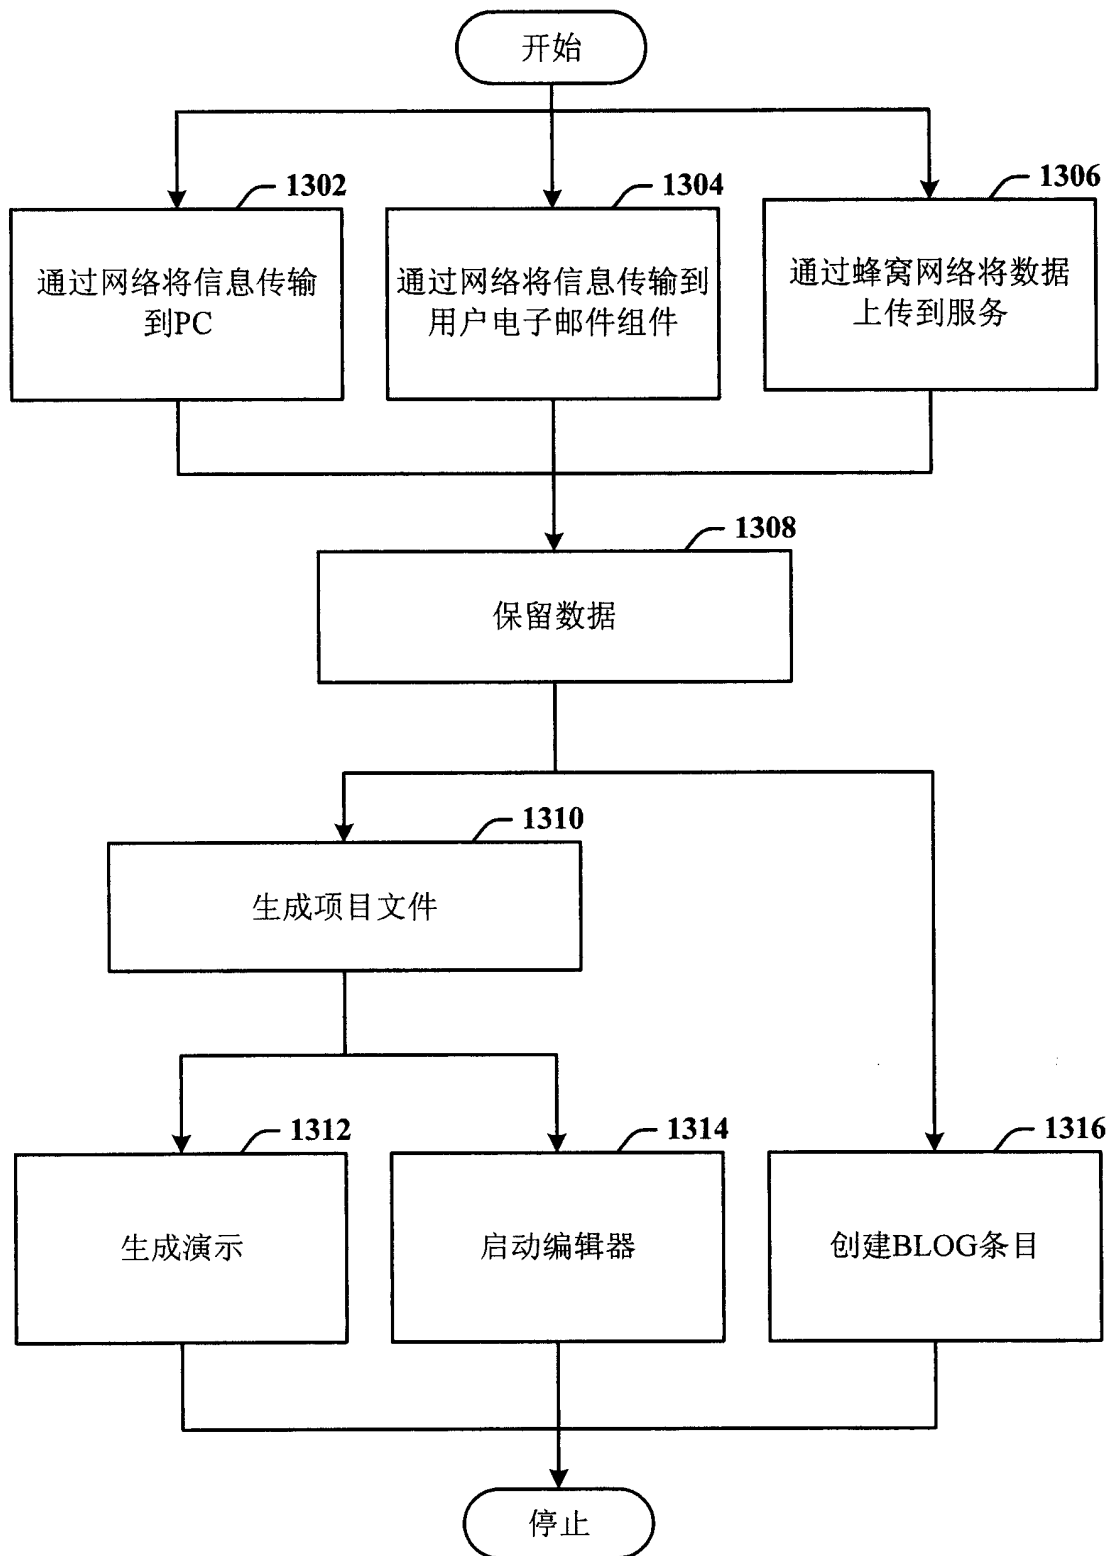 开始
1302
1304
1306
通过网络将信息传输
到PC
通过网络将信息传输到
用户电子邮件组件
通过蜂窝网络将数据
上传到服务
1308
保留数据
1310
生成项目文件
1312
1314
1316
生成演示
启动编辑器
创建BLOG条目
停止